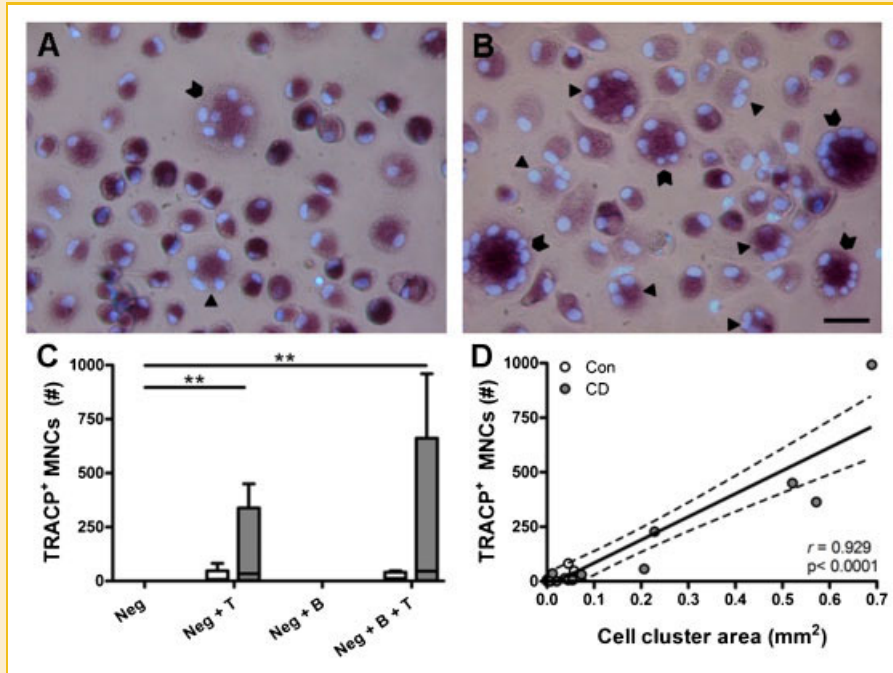 A
B
C
**
**
TRACP+ MNCs (#)
1000
750
500
250
0
Neg
Neg + T
Neg + B
Neg + B + T
D
Con
CD
TRACP+ MNCs (#)
1000
750
500
250
0
r = 0.929
p< 0.0001
0.0
0.1
0.2
0.3
0.4
0.5
0.6
0.7
Cell cluster area (mm²)